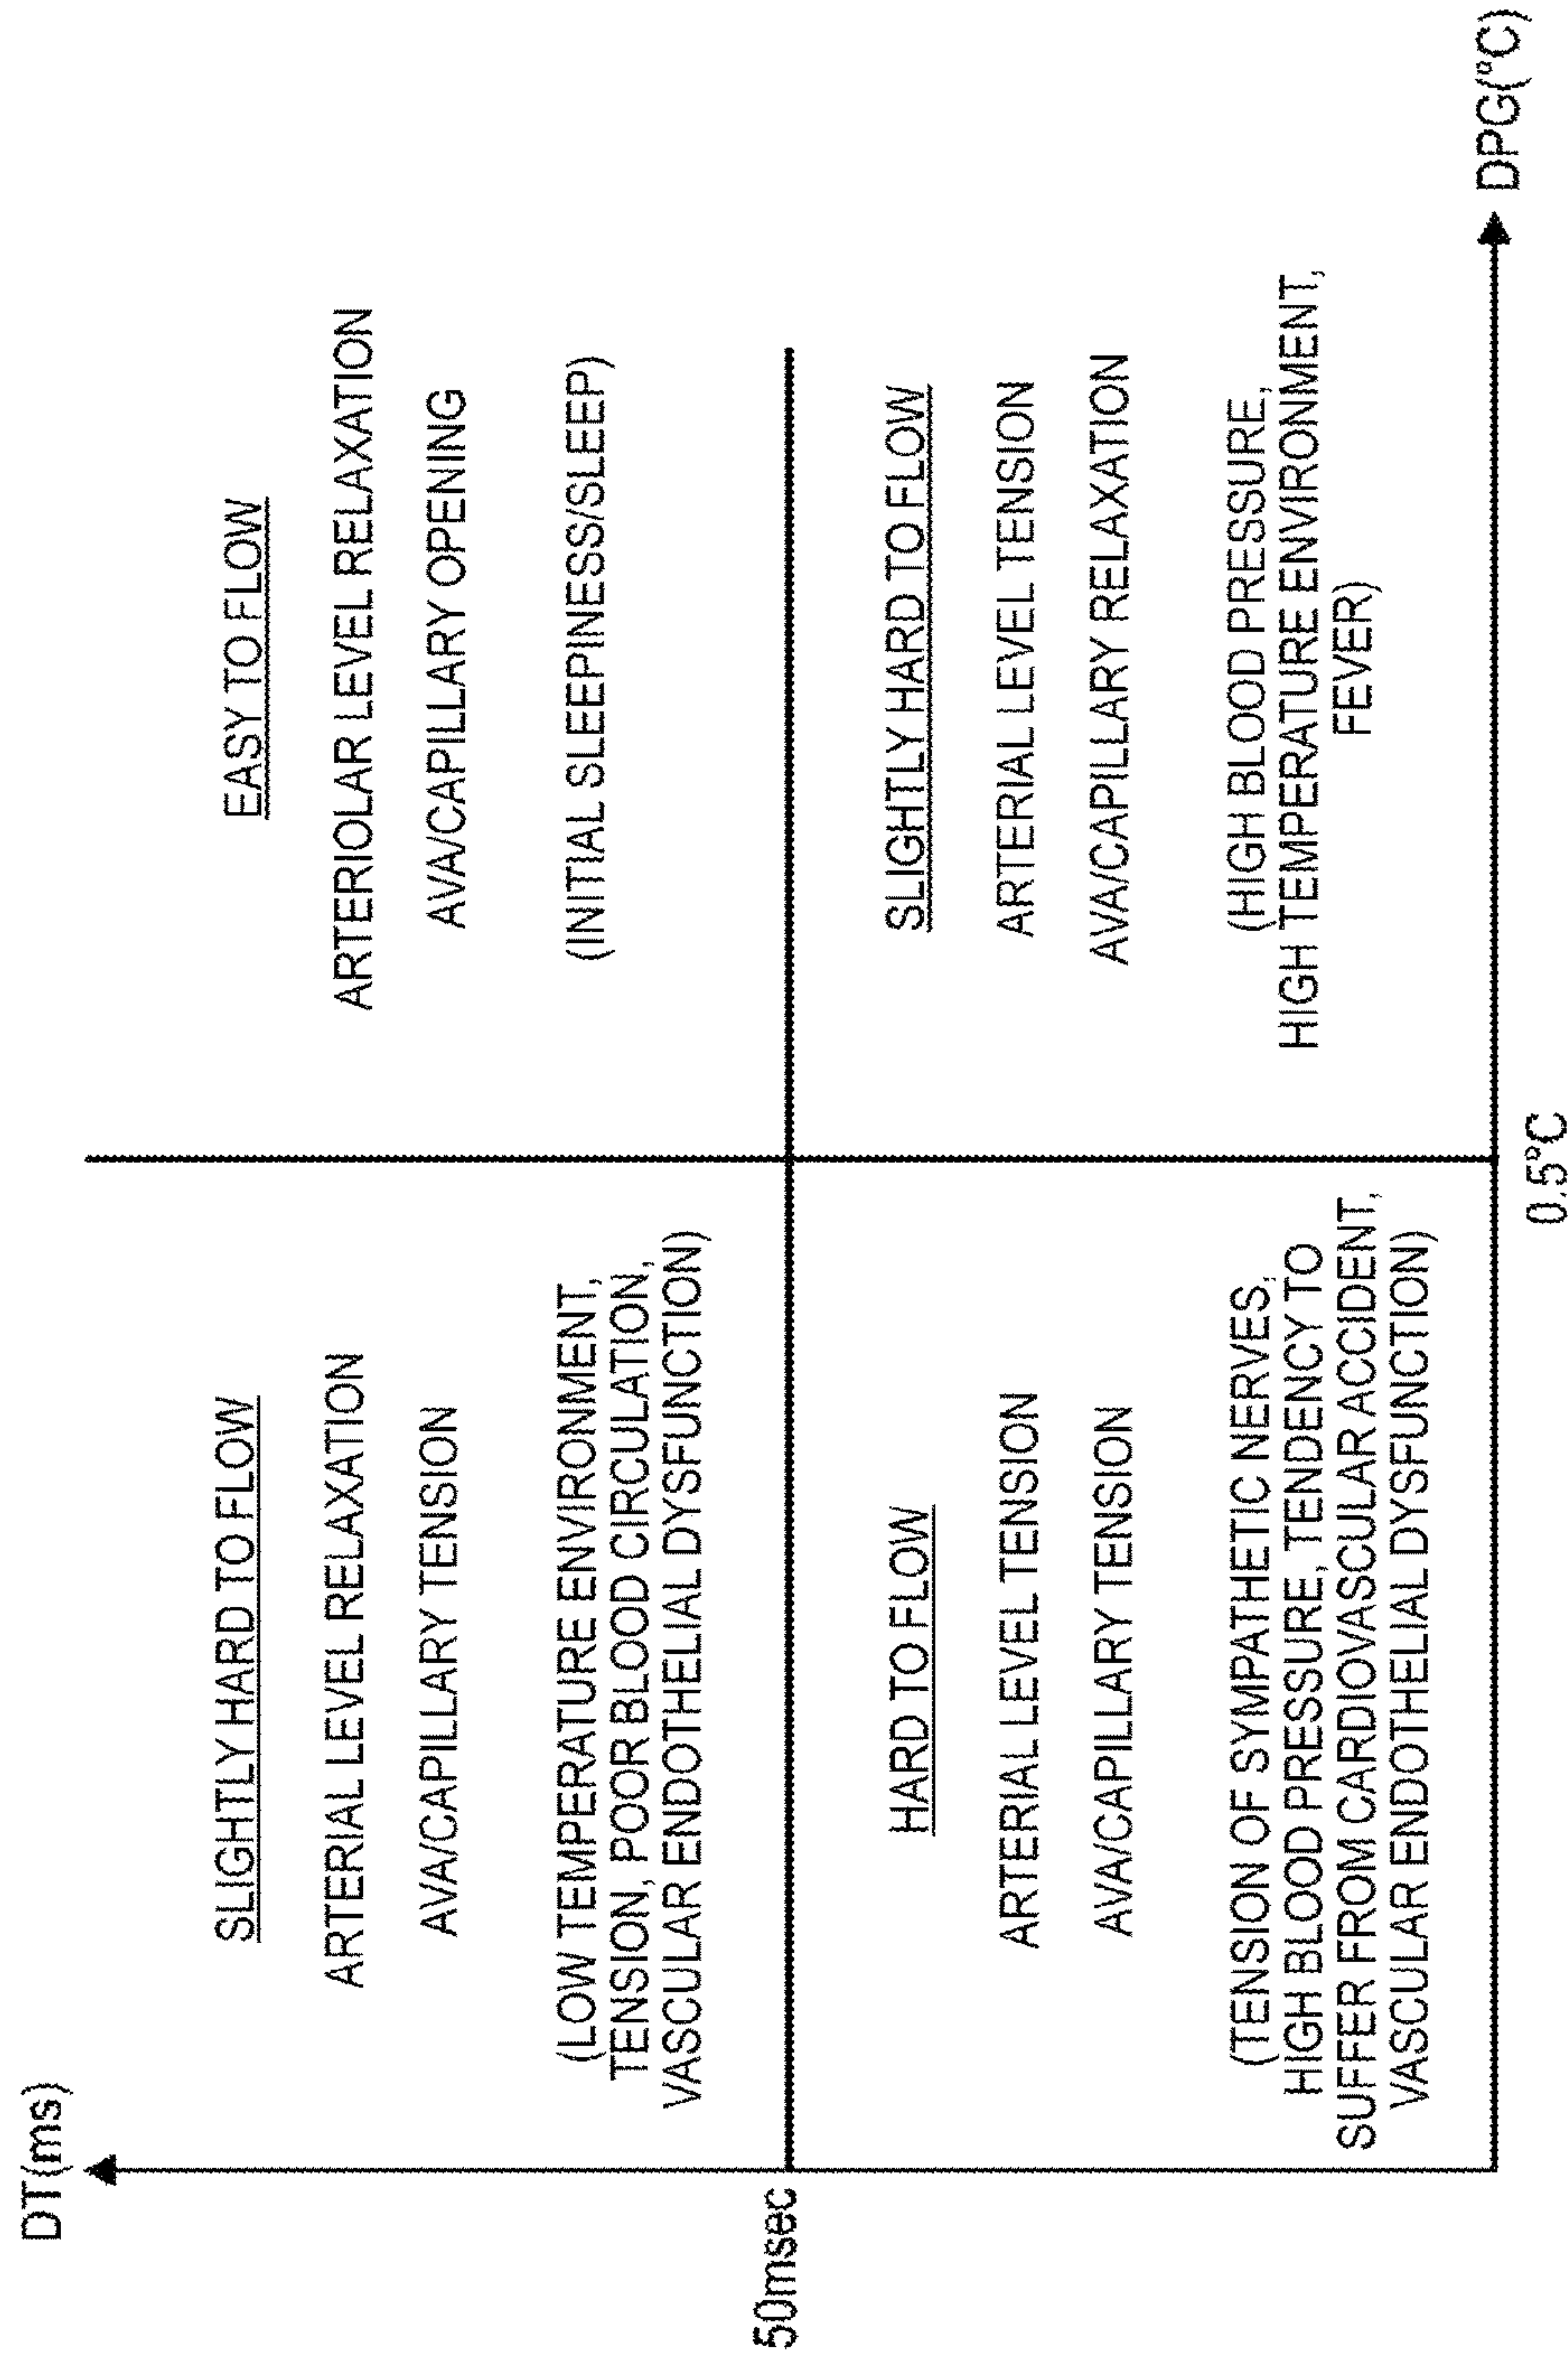 DT(ms)
SLIGHTLY HARD TO FLOW
ARTERIAL LEVEL RELAXATION
AVA/CAPILLARY TENSION
(LOW TEMPERATURE ENVIRONMENT,
TENSION, POOR BLOOD CIRCULATION,
VASCULAR ENDOTHELIAL DYSFUNCTION)
EASY TO FLOW
ARTERIOLAR LEVEL RELAXATION
AVA/CAPILLARY OPENING
(INITIAL SLEEPINESS/SLEEP)
50msec
HARD TO FLOW
ARTERIAL LEVEL TENSION
AVA/CAPILLARY TENSION
(TENSION OF SYMPATHETIC NERVES,
HIGH BLOOD PRESSURE, TENDENCY TO
SUFFER FROM CARDIOVASCULAR ACCIDENT,
VASCULAR ENDOTHELIAL DYSFUNCTION)
SLIGHTLY HARD TO FLOW
ARTERIAL LEVEL TENSION
AVA/CAPILLARY RELAXATION
(HIGH BLOOD PRESSURE,
HIGH TEMPERATURE ENVIRONMENT,
FEVER)
0.5°C
DPG(°C)